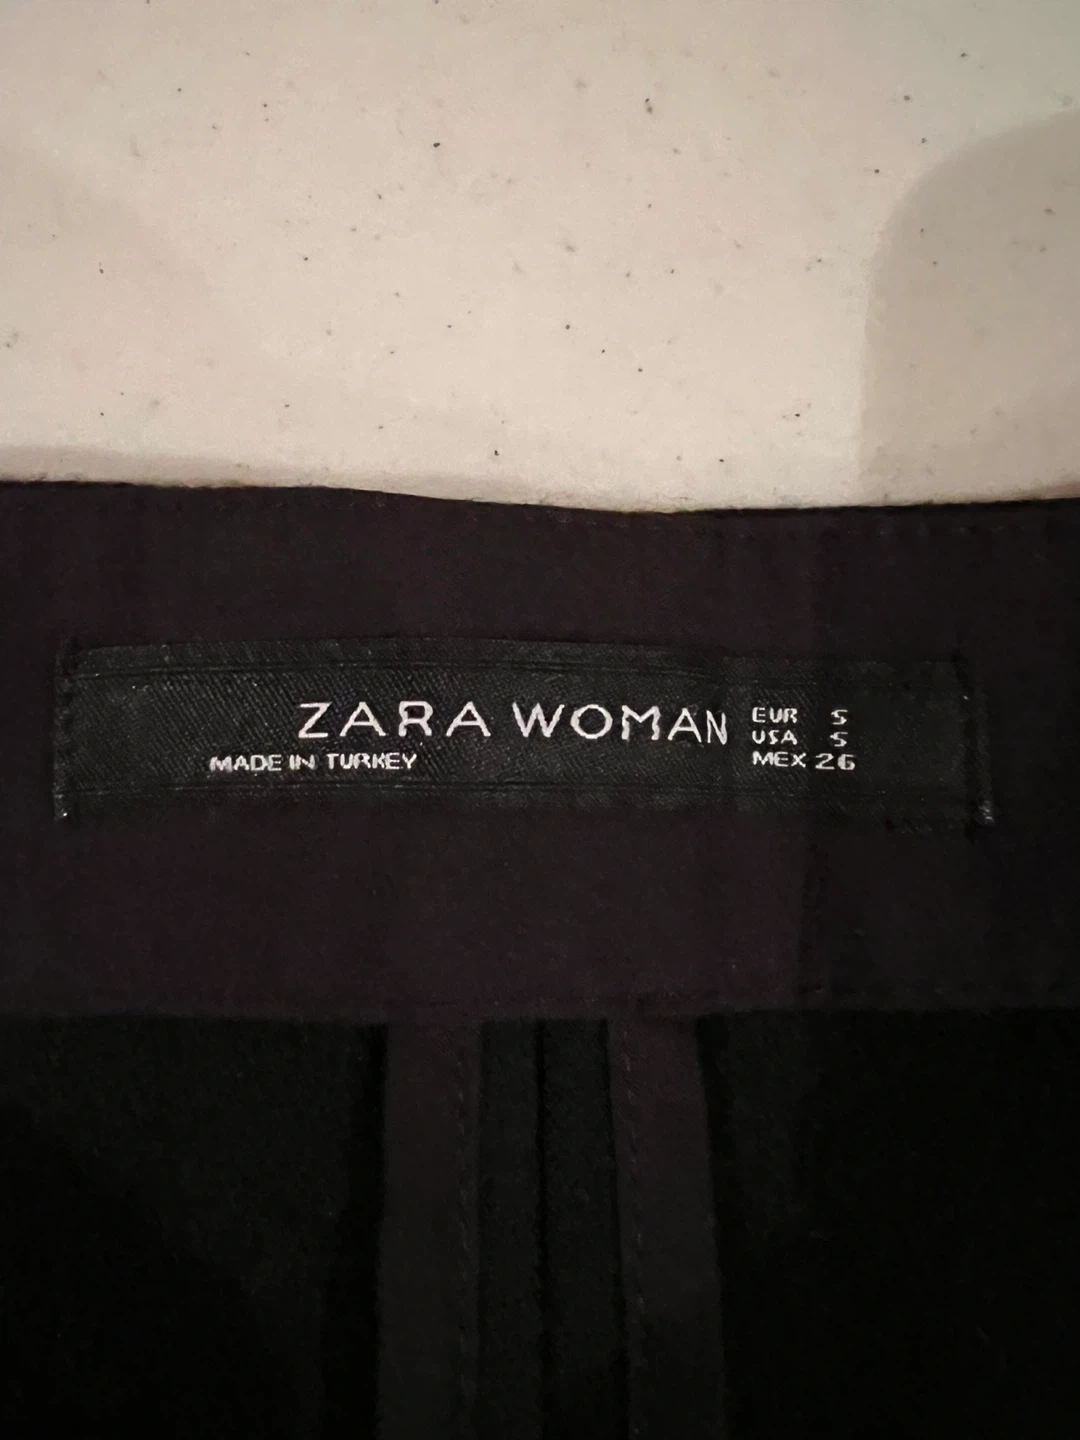 ZARA WOMAN
MADE IN TURKEY
EUR S
USA S
MEX 26